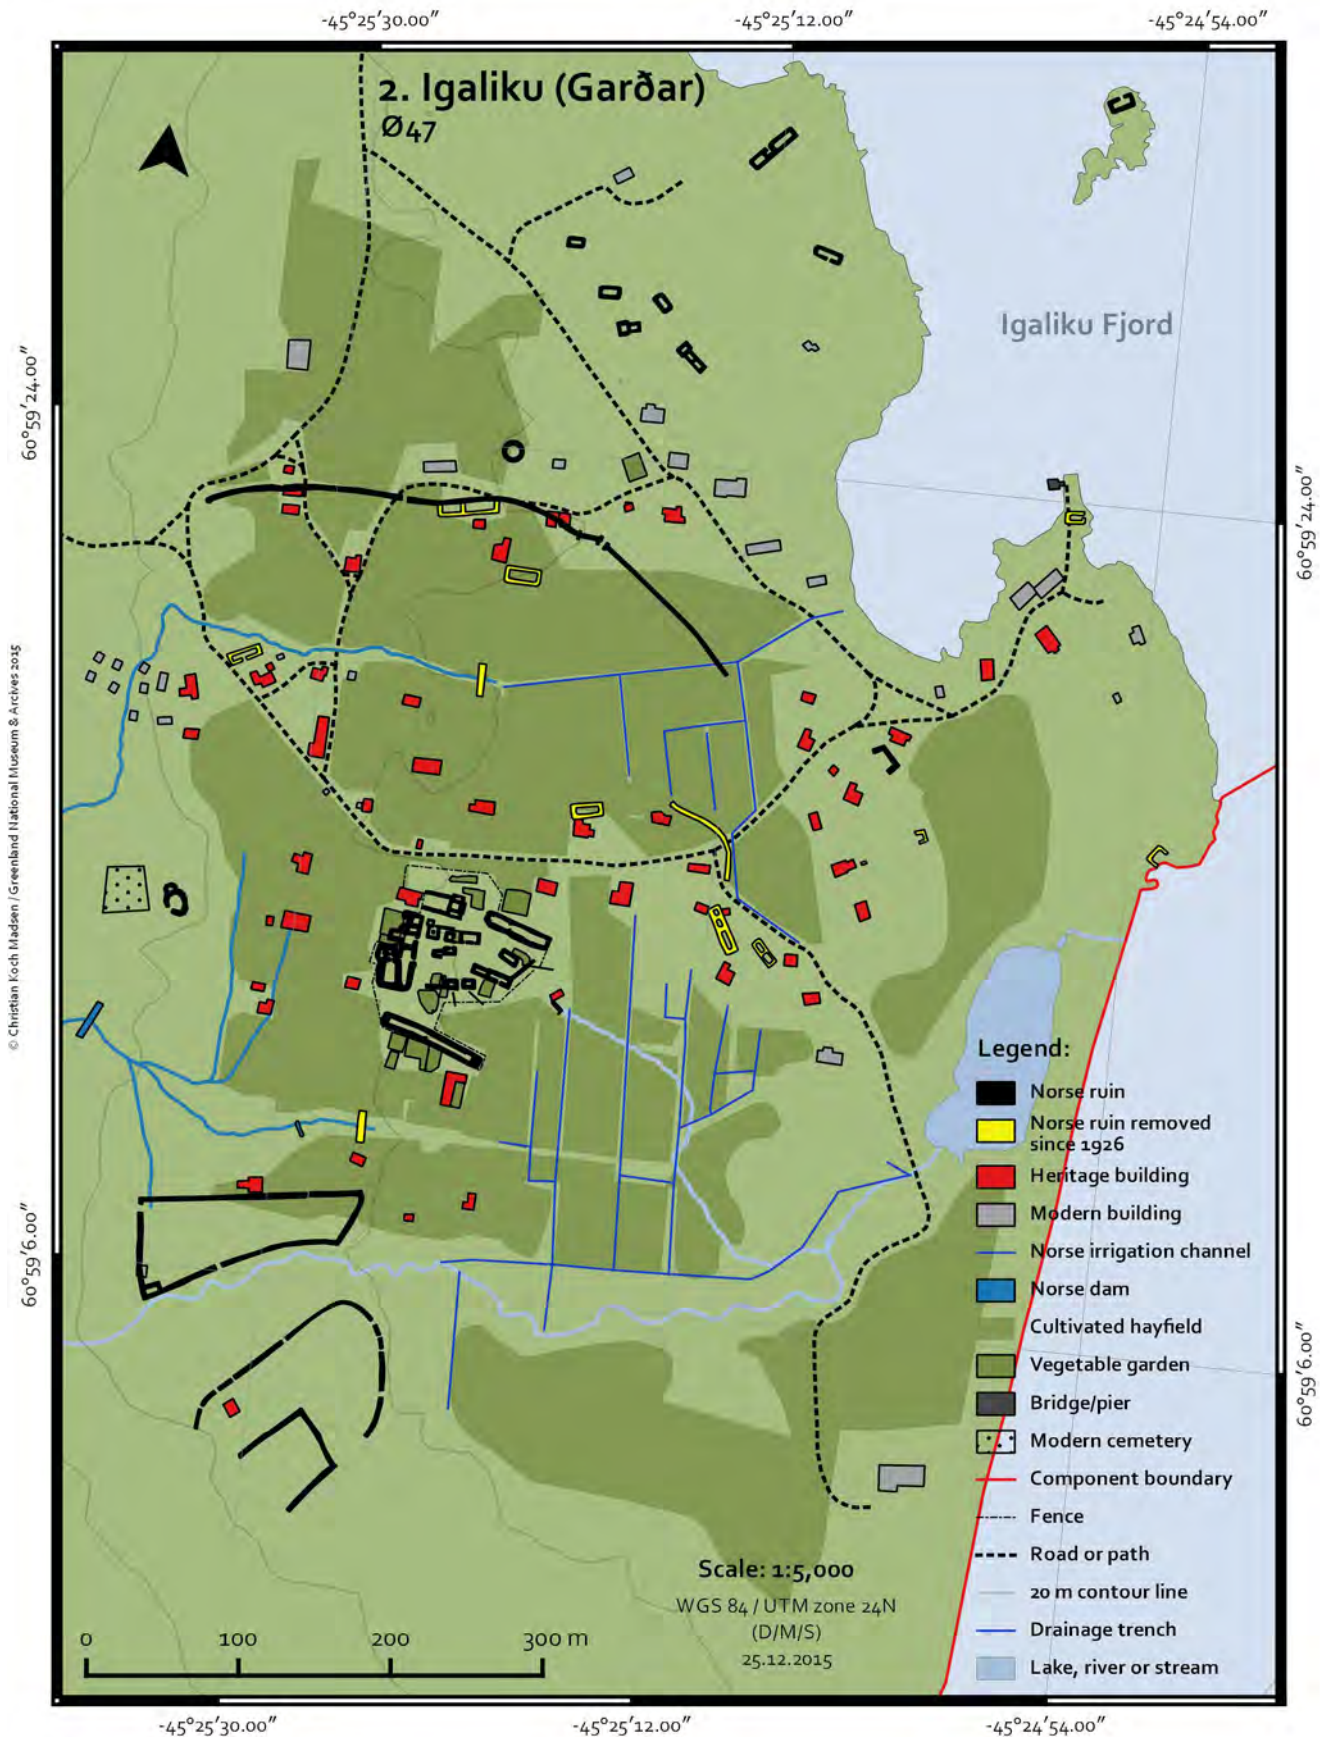 -45°25'30.00"
-45°25'12.00"
-45°24'54.00"
2. Igaliku (Garðar)
Ø47
Igaliku Fjord
60°59'24.00"
60°59'24.00"
© Christian Koch Madsen / Greenland National Museum & Arcives 2015
60°59'6.00"
60°59'6.00"
Legend:
Norse ruin
Norse ruin removed
since 1926
Heritage building
Modern building
Norse irrigation channel
Norse dam
Cultivated hayfield
Vegetable garden
Bridge/pier
Modern cemetery
Component boundary
Fence
Road or path
20 m contour line
Drainage trench
Lake, river or stream
Scale: 1:5,000
WGS 84 / UTM zone 24N
(D/M/S)
25.12.2015
0 100 200 300 m
-45°25'30.00"
-45°25'12.00"
-45°24'54.00"